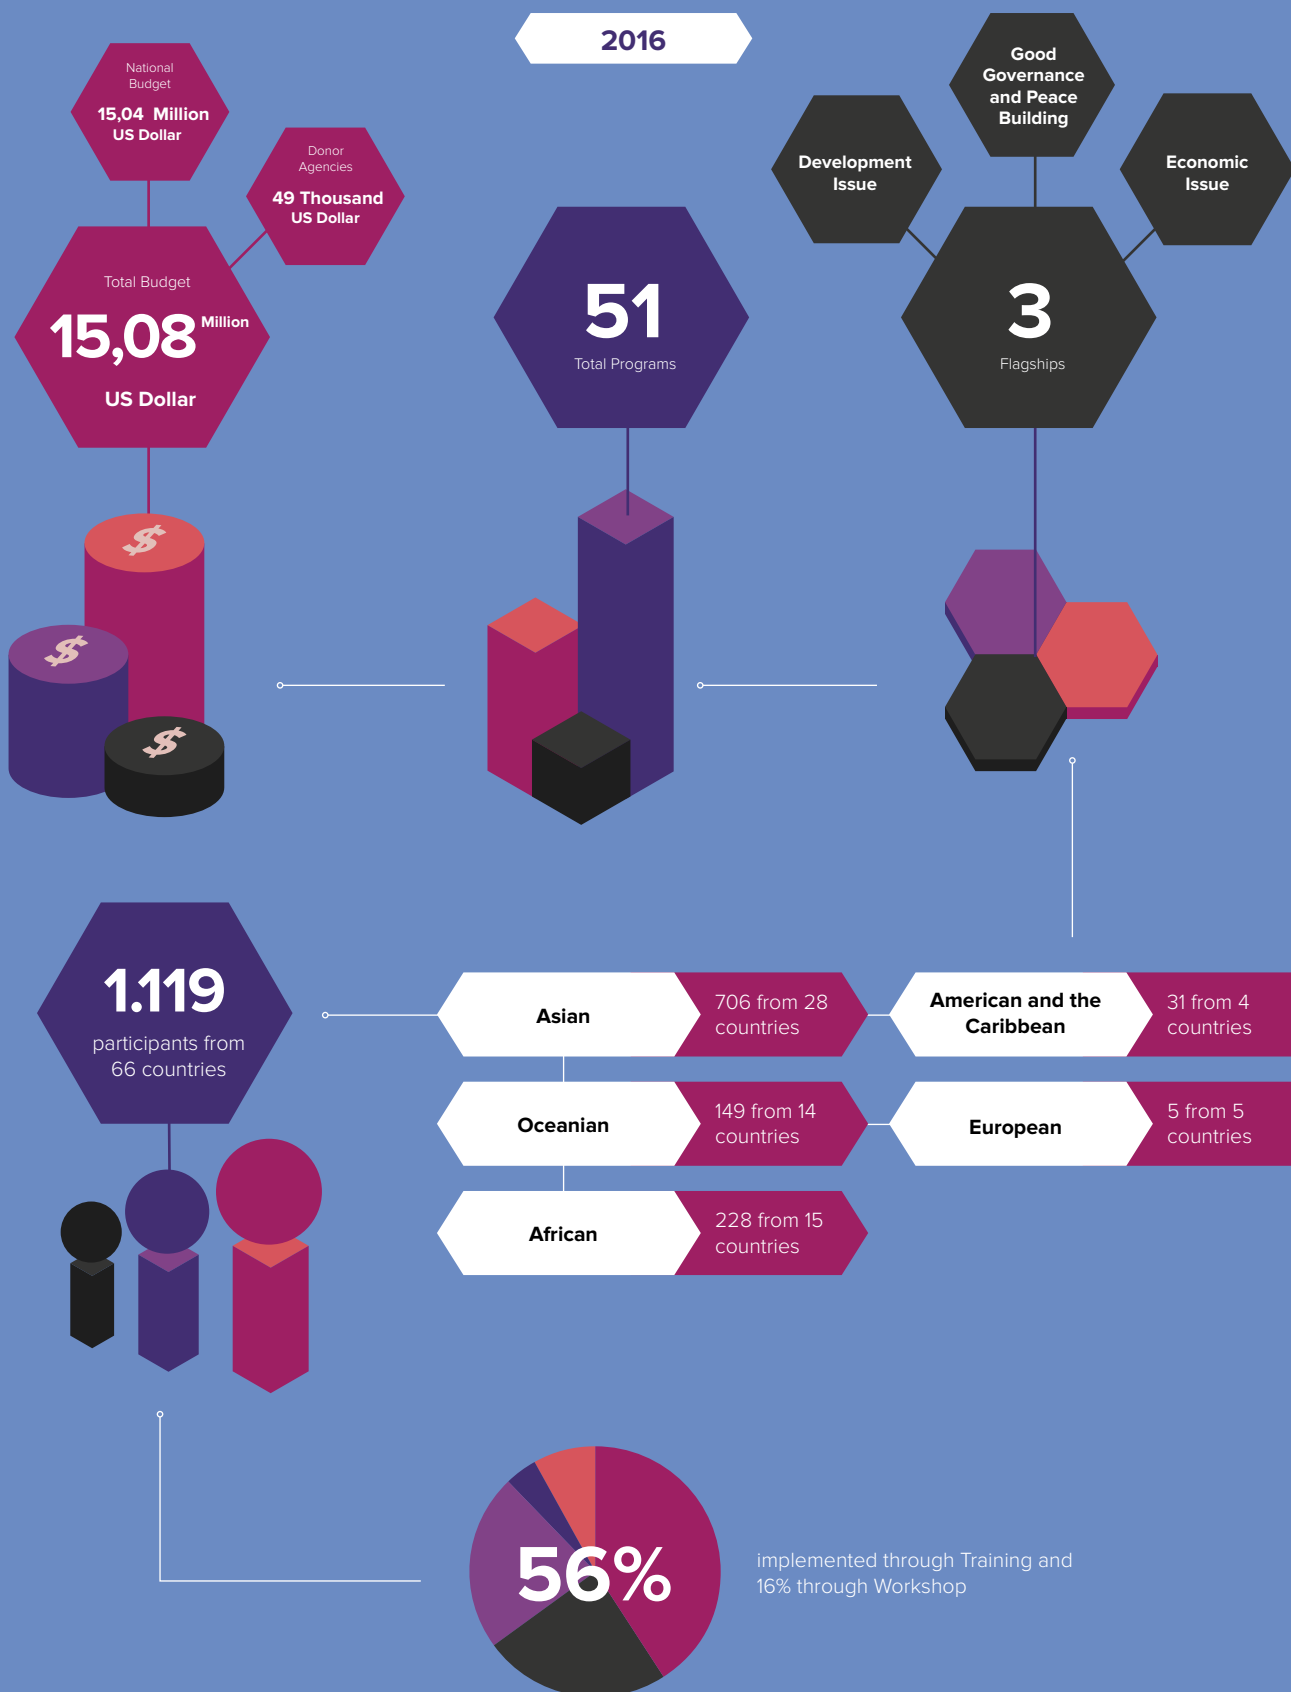 2016
National
Budget
15,04 Million
US Dollar
Donor
Agencies
49 Thousand
US Dollar
Total Budget
15,08 Million
US Dollar
51
Total Programs
Good
Governance
and Peace
Building
Development
Issue
Economic
Issue
3
Flagships
$
$
$
1.119
participants from
66 countries
Asian
706 from 28
countries
American and the
Caribbean
31 from 4
countries
Oceanian
149 from 14
countries
European
5 from 5
countries
African
228 from 15
countries
56%
implemented through Training and
16% through Workshop